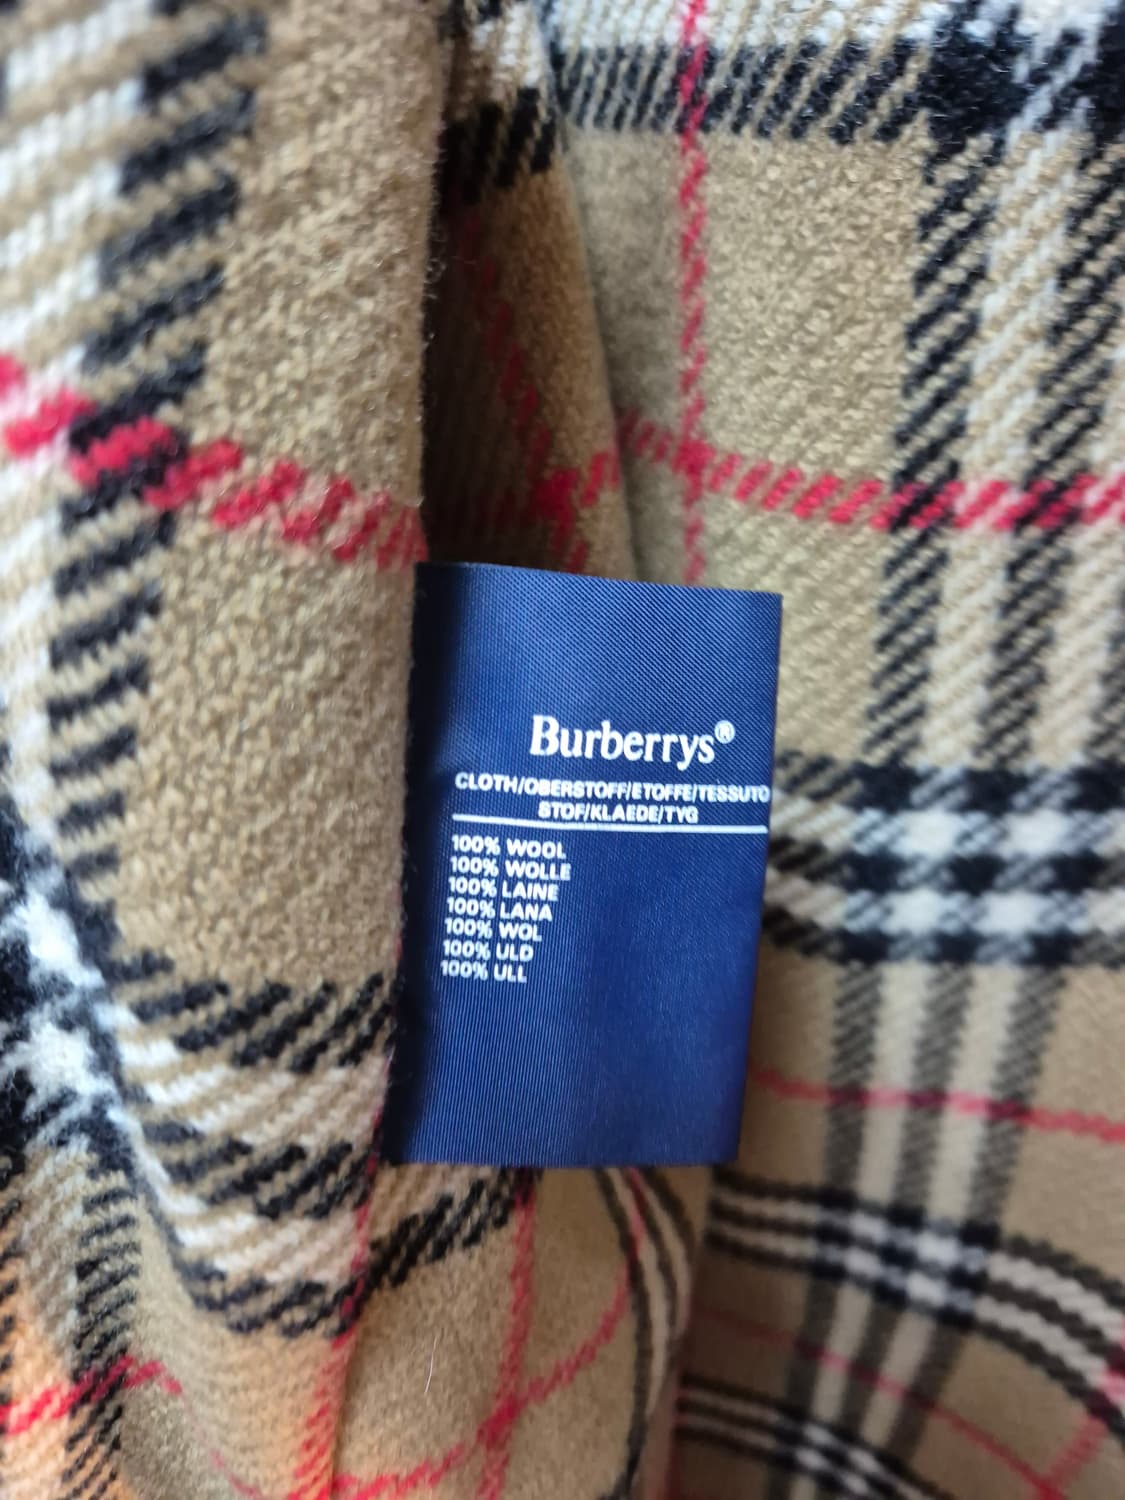 Burberrys®
CLOTH/OBERSTOFF/ETOFFE/TESSUTO
STOF/KLAEDE/TYG
100% WOOL
100% WOLLE
100% LAINE
100% LANA
100% WOL
100% ULD
100% ULL